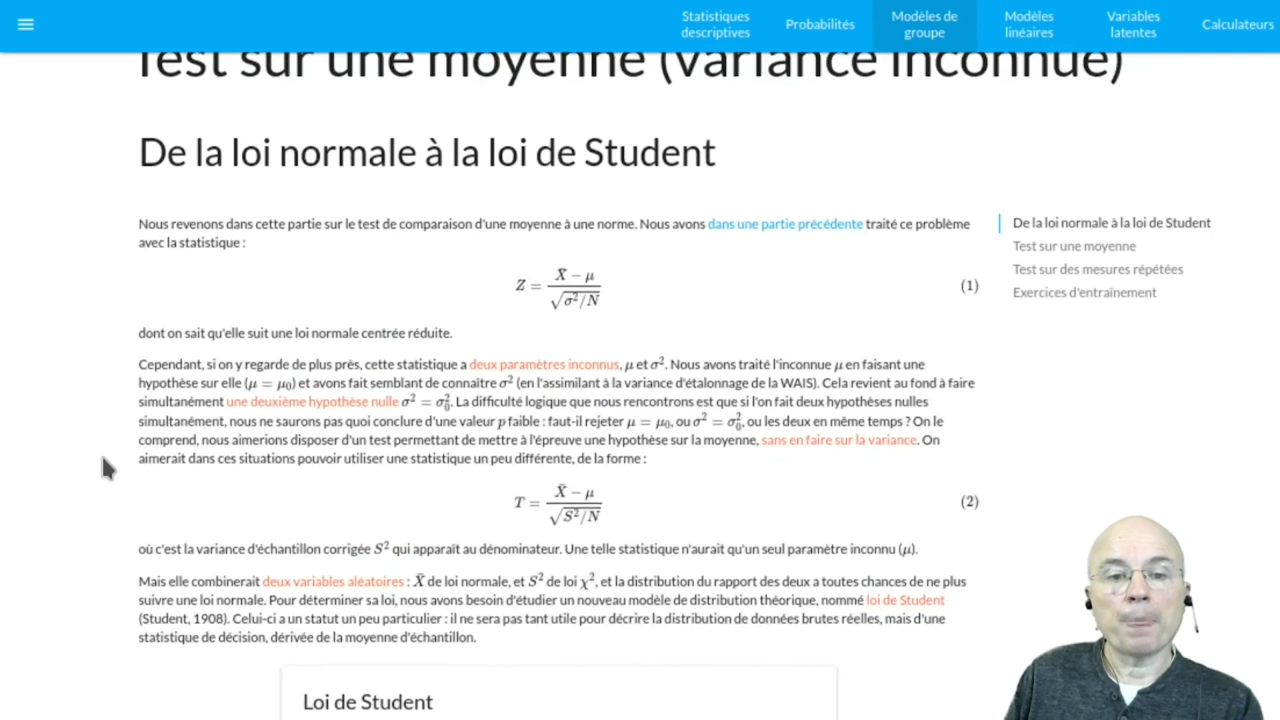 Statistiques
descriptives
Probabilités
Modèles de
groupe
Modèles
linéaires
Variables
latentes
Calculateurs
Test sur une moyenne (variance inconnue)
De la loi normale à la loi de Student
Nous revenons dans cette partie sur le test de comparaison d'une moyenne à une norme. Nous avons dans une partie précédente traité ce problème
avec la statistique :
Z = (X̄ − μ) / √(σ²/N) (1)
dont on sait qu'elle suit une loi normale centrée réduite.
Cependant, si on y regarde de plus près, cette statistique a deux paramètres inconnus, μ et σ². Nous avons traité l'inconnue μ en faisant une
hypothèse sur elle (μ = μ₀) et avons fait semblant de connaître σ² (en l'assimilant à la variance d'étalonnage de la WAIS). Cela revient au fond à faire
simultanément une deuxième hypothèse nulle σ² = σ₀². La difficulté logique que nous rencontrons est que si l'on fait deux hypothèses nulles
simultanément, nous ne saurons pas quoi conclure d'une valeur p faible : faut-il rejeter μ = μ₀, ou σ² = σ₀², ou les deux en même temps ? On le
comprend, nous aimerions disposer d'un test permettant de mettre à l'épreuve une hypothèse sur la moyenne, sans en faire sur la variance. On
aimerait dans ces situations pouvoir utiliser une statistique un peu différente, de la forme :
T = (X̄ − μ) / √(S²/N) (2)
où c'est la variance d'échantillon corrigée S² qui apparaît au dénominateur. Une telle statistique n'aurait qu'un seul paramètre inconnu (μ).
Mais elle combinerait deux variables aléatoires : X̄ de loi normale, et S² de loi χ², et la distribution du rapport des deux a toutes chances de ne plus
suivre une loi normale. Pour déterminer sa loi, nous avons besoin d'étudier un nouveau modèle de distribution théorique, nommé loi de Student
(Student, 1908). Celui-ci a un statut un peu particulier : il ne sera pas tant utile pour décrire la distribution de données brutes réelles, mais d'une
statistique de décision, dérivée de la moyenne d'échantillon.
Loi de Student
De la loi normale à la loi de Student
Test sur une moyenne
Test sur des mesures répétées
Exercices d'entraînement